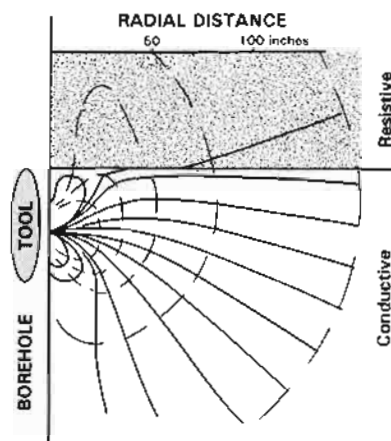 RADIAL DISTANCE
50 100 inches
Resistive
TOOL
Conductive
BOREHOLE